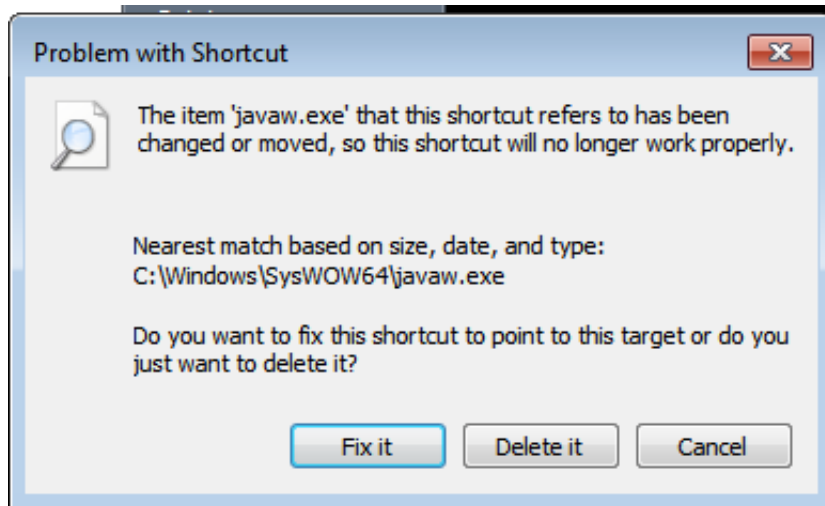 Problem with Shortcut
The item 'javaw.exe' that this shortcut refers to has been
changed or moved, so this shortcut will no longer work properly.
Nearest match based on size, date, and type:
C:\Windows\SysWOW64\javaw.exe
Do you want to fix this shortcut to point to this target or do you
just want to delete it?
Fix it Delete it Cancel